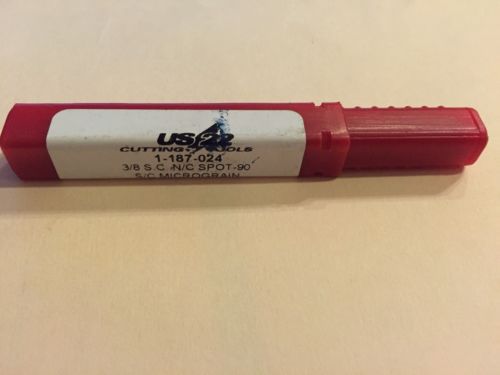 CUTTING TOOLS
1-187-024
3/8 S.C. N/C SPOT-90
S/C MICROGRAIN